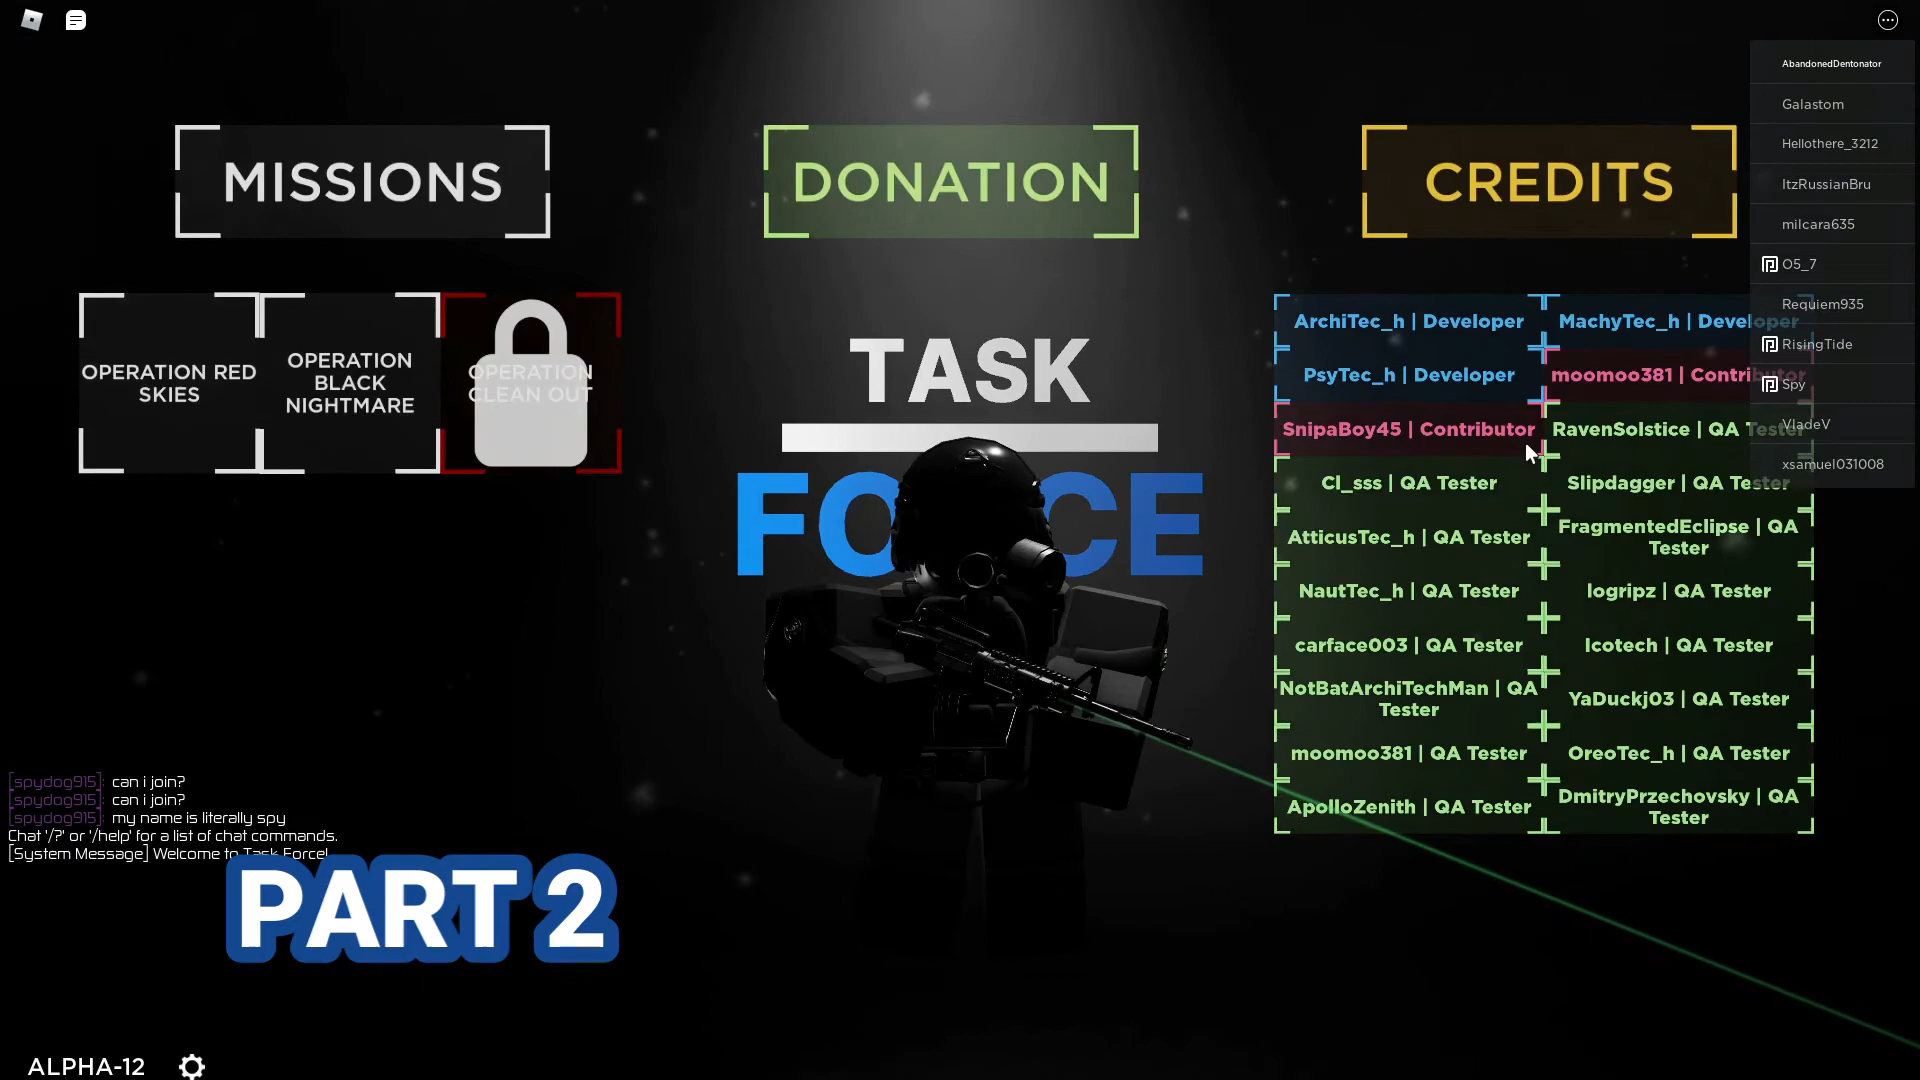 MISSIONS
DONATION
CREDITS
OPERATION RED
SKIES
OPERATION
BLACK
NIGHTMARE
OPERATION
CLEAN OUT
TASK
FORCE
ArchiTec_h | Developer
MachyTec_h | Developer
PsyTec_h | Developer
moomoo381 | Contributor
SnipaBoy45 | Contributor
RavenSolstice | QA Tester
CI_sss | QA Tester
Slipdagger | QA Tester
AtticusTec_h | QA Tester
FragmentedEclipse | QA
Tester
NautTec_h | QA Tester
logripz | QA Tester
carface003 | QA Tester
Icotech | QA Tester
NotBatArchiTechMan | QA
Tester
YaDuckj03 | QA Tester
moomoo381 | QA Tester
OreoTec_h | QA Tester
ApolloZenith | QA Tester
DmitryPrzechovsky | QA
Tester
AbandonedDentonator
Galastom
Hellothere_3212
ItzRussianBru
milcara635
O5_7
Requiem935
RisingTide
Spy
VladeV
xsamuel031008
[spydog915]: can i join?
[spydog915]: can i join?
[spydog915]: my name is literally spy
Chat '/?' or '/help' for a list of chat commands.
[System Message] Welcome to Task Force!
PART 2
ALPHA-12